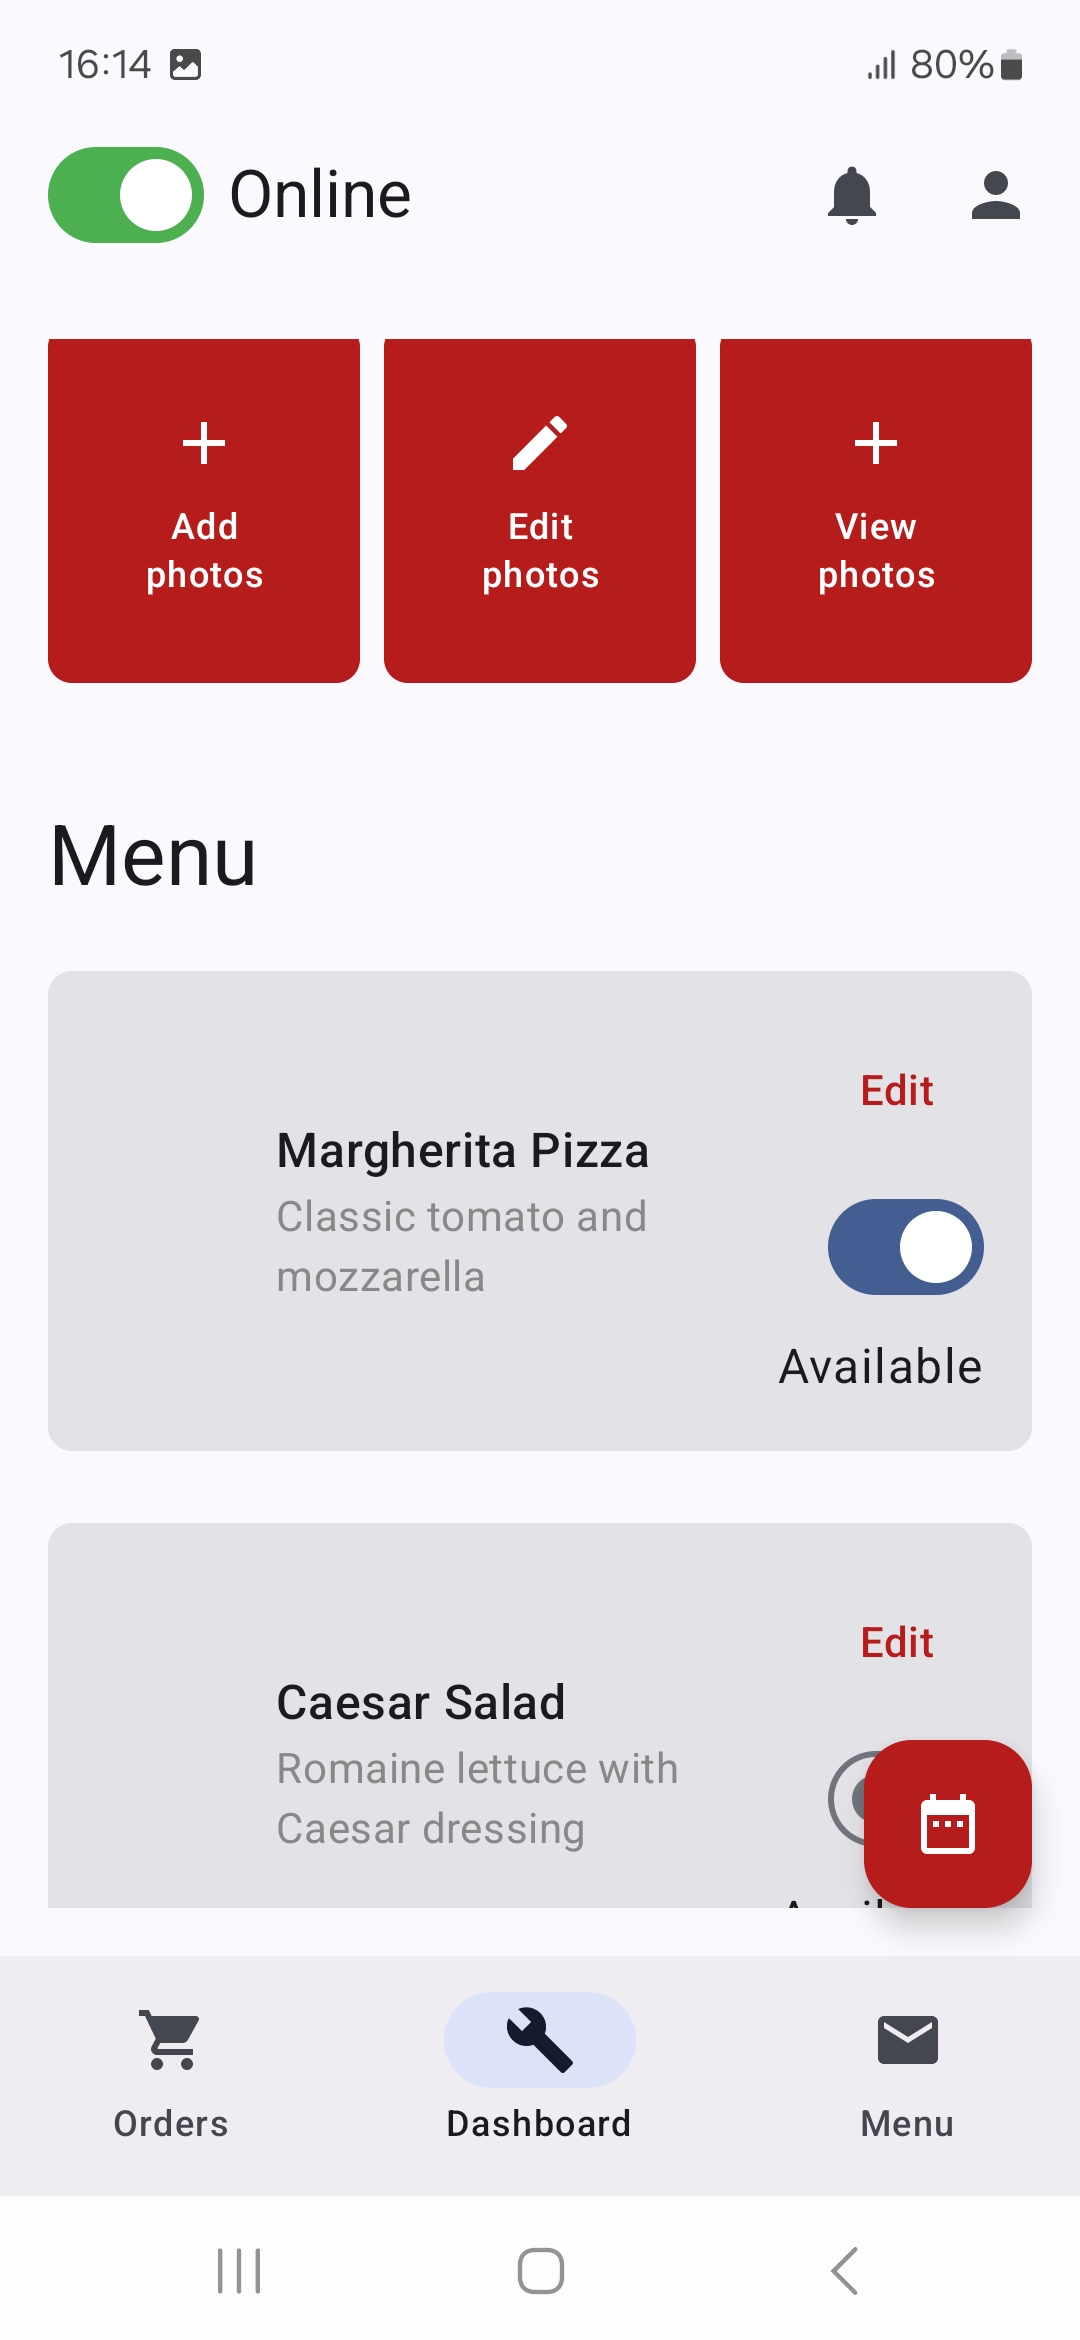 16:14
80%
Online
Add
photos
Edit
photos
View
photos
Menu
Edit
Margherita Pizza
Classic tomato and
mozzarella
Available
Edit
Caesar Salad
Romaine lettuce with
Caesar dressing
Orders
Dashboard
Menu